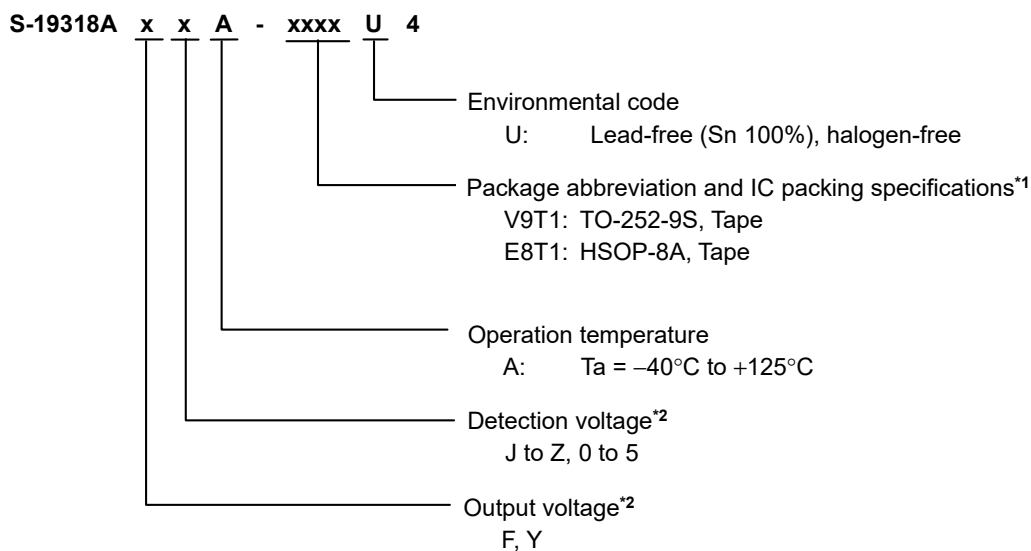 S-19318A x x A - xxxx U 4
Environmental code
U: Lead-free (Sn 100%), halogen-free
Package abbreviation and IC packing specifications*1
V9T1: TO-252-9S, Tape
E8T1: HSOP-8A, Tape
Operation temperature
A: Ta = −40°C to +125°C
Detection voltage*2
J to Z, 0 to 5
Output voltage*2
F, Y